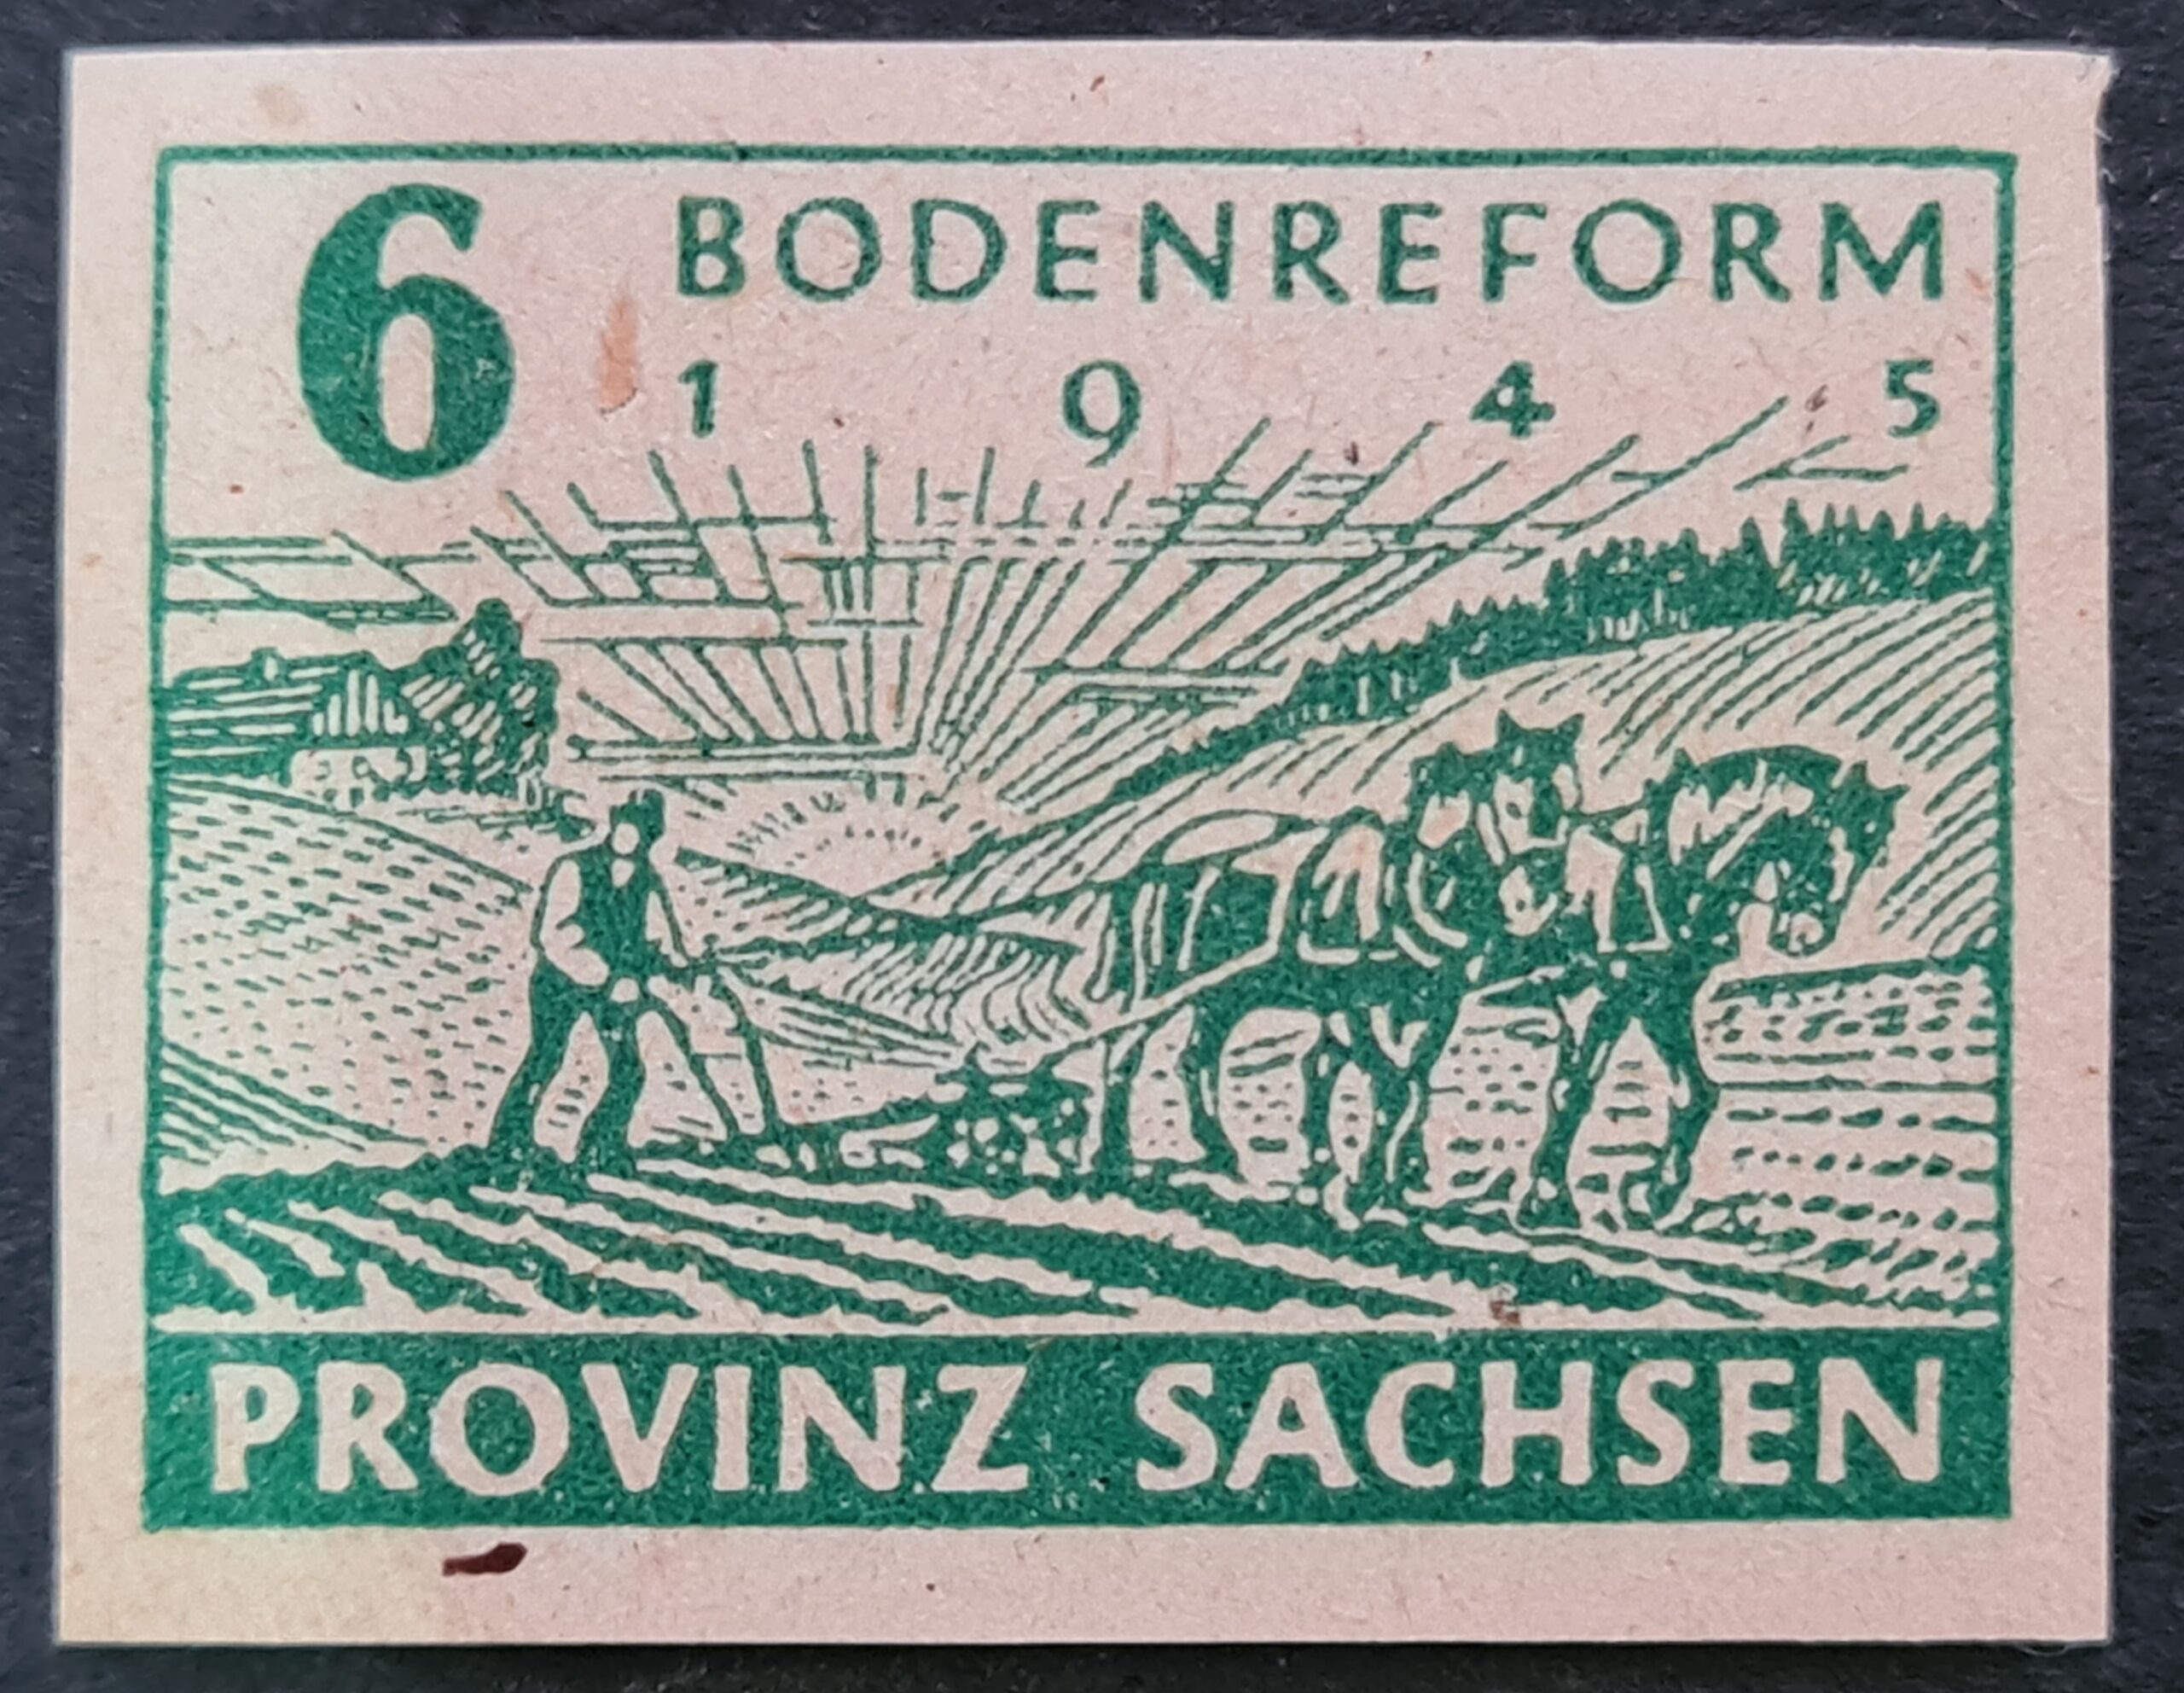 6 BODENREFORM
1 9 4 5
PROVINZ SACHSEN